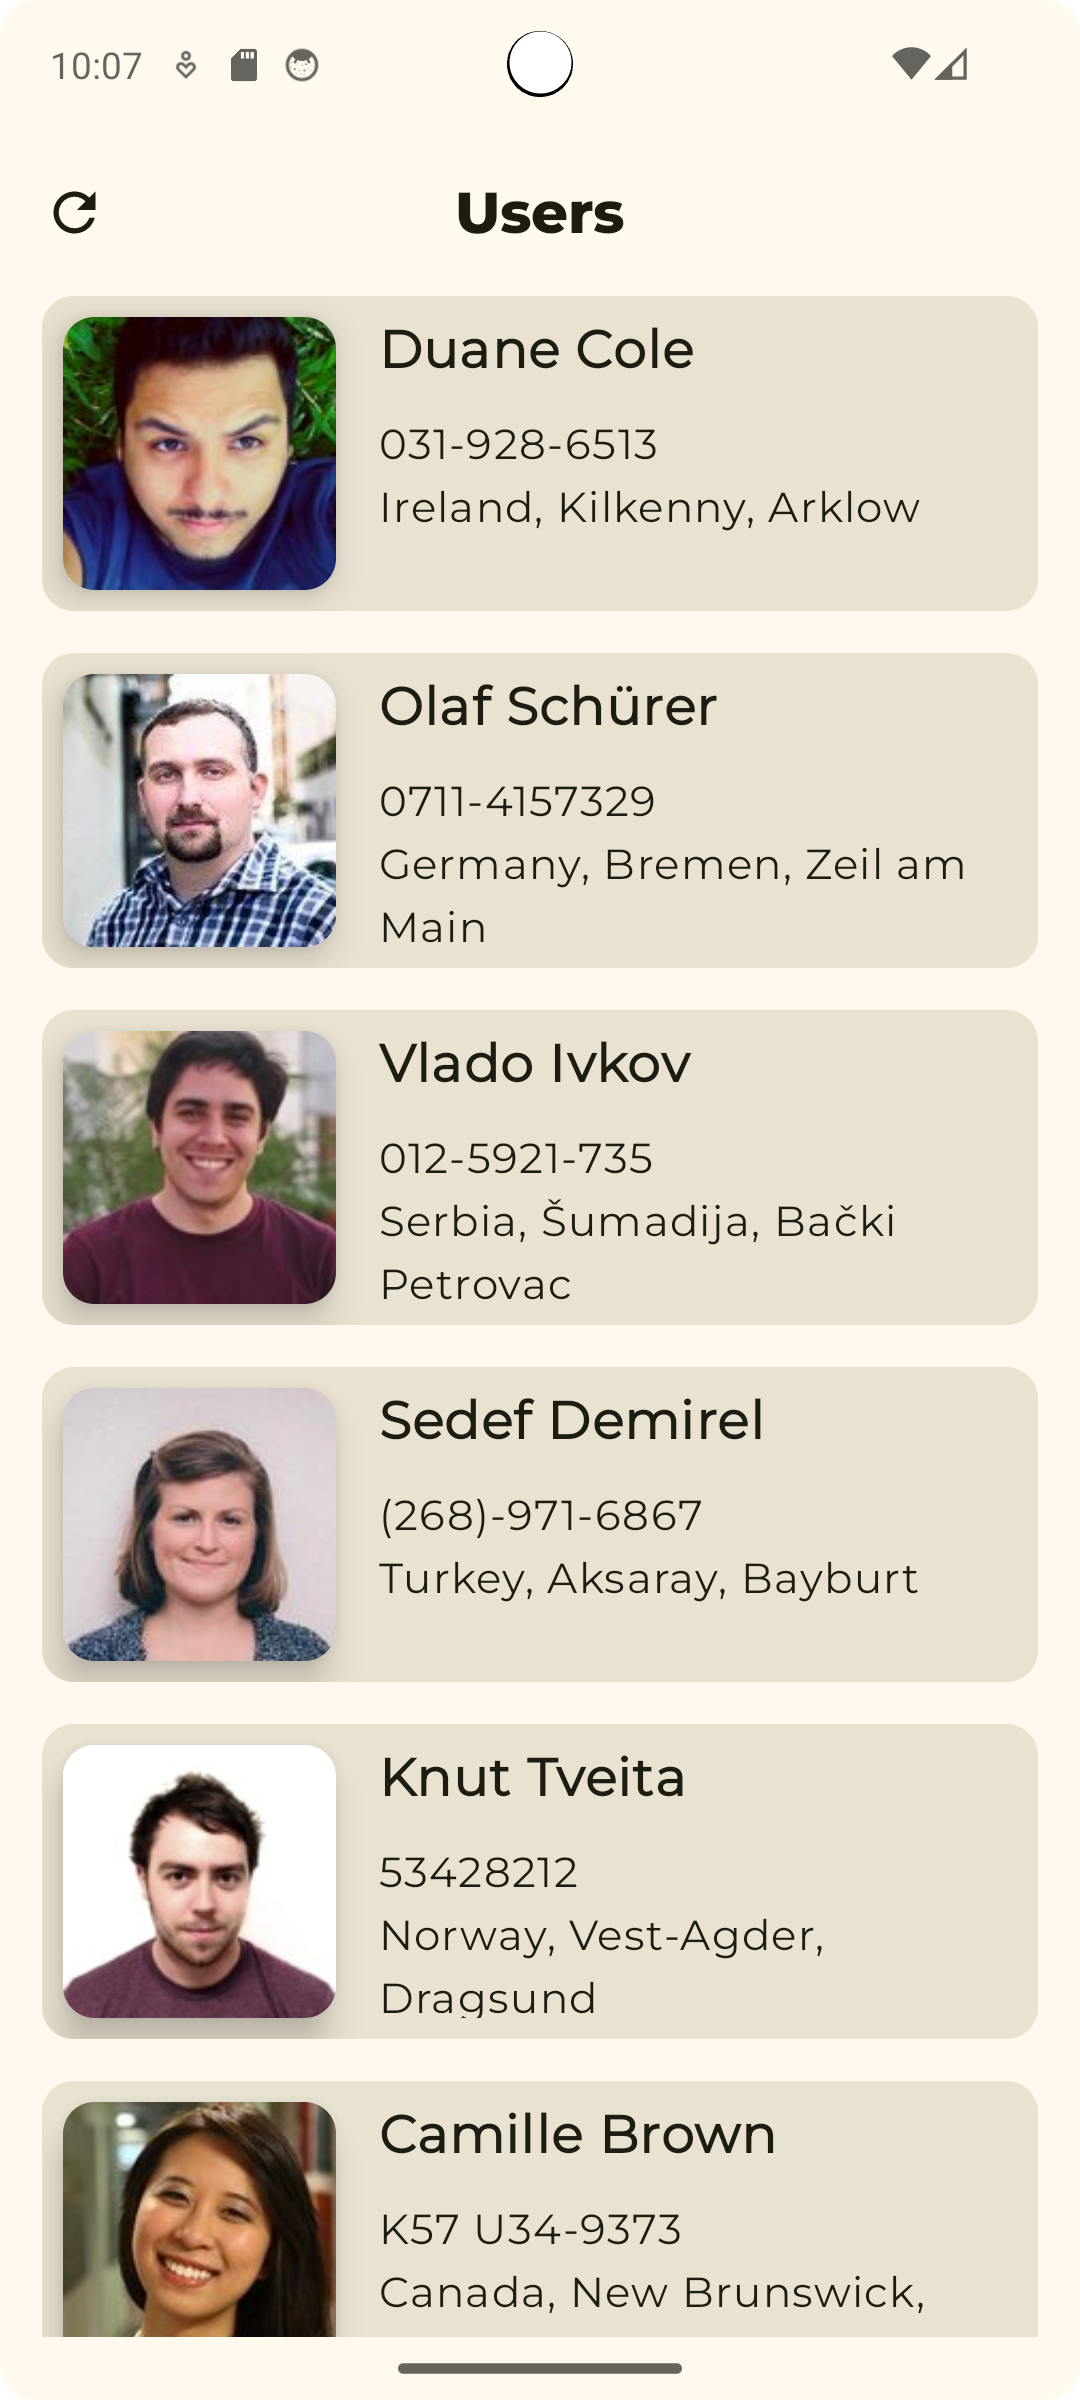 10:07
Users
Duane Cole
031-928-6513
Ireland, Kilkenny, Arklow
Olaf Schürer
0711-4157329
Germany, Bremen, Zeil am
Main
Vlado Ivkov
012-5921-735
Serbia, Šumadija, Bački
Petrovac
Sedef Demirel
(268)-971-6867
Turkey, Aksaray, Bayburt
Knut Tveita
53428212
Norway, Vest-Agder,
Dragsund
Camille Brown
K57 U34-9373
Canada, New Brunswick,